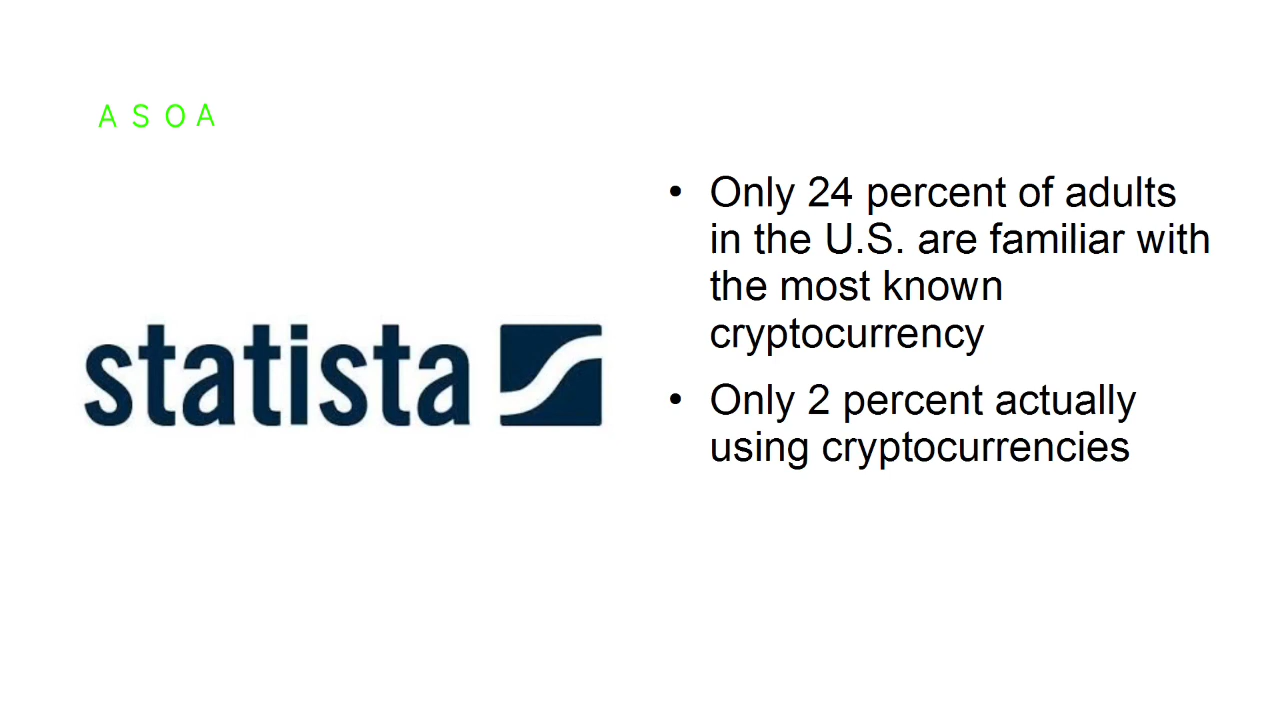 A S O A
statista
• Only 24 percent of adults
in the U.S. are familiar with
the most known
cryptocurrency
• Only 2 percent actually
using cryptocurrencies